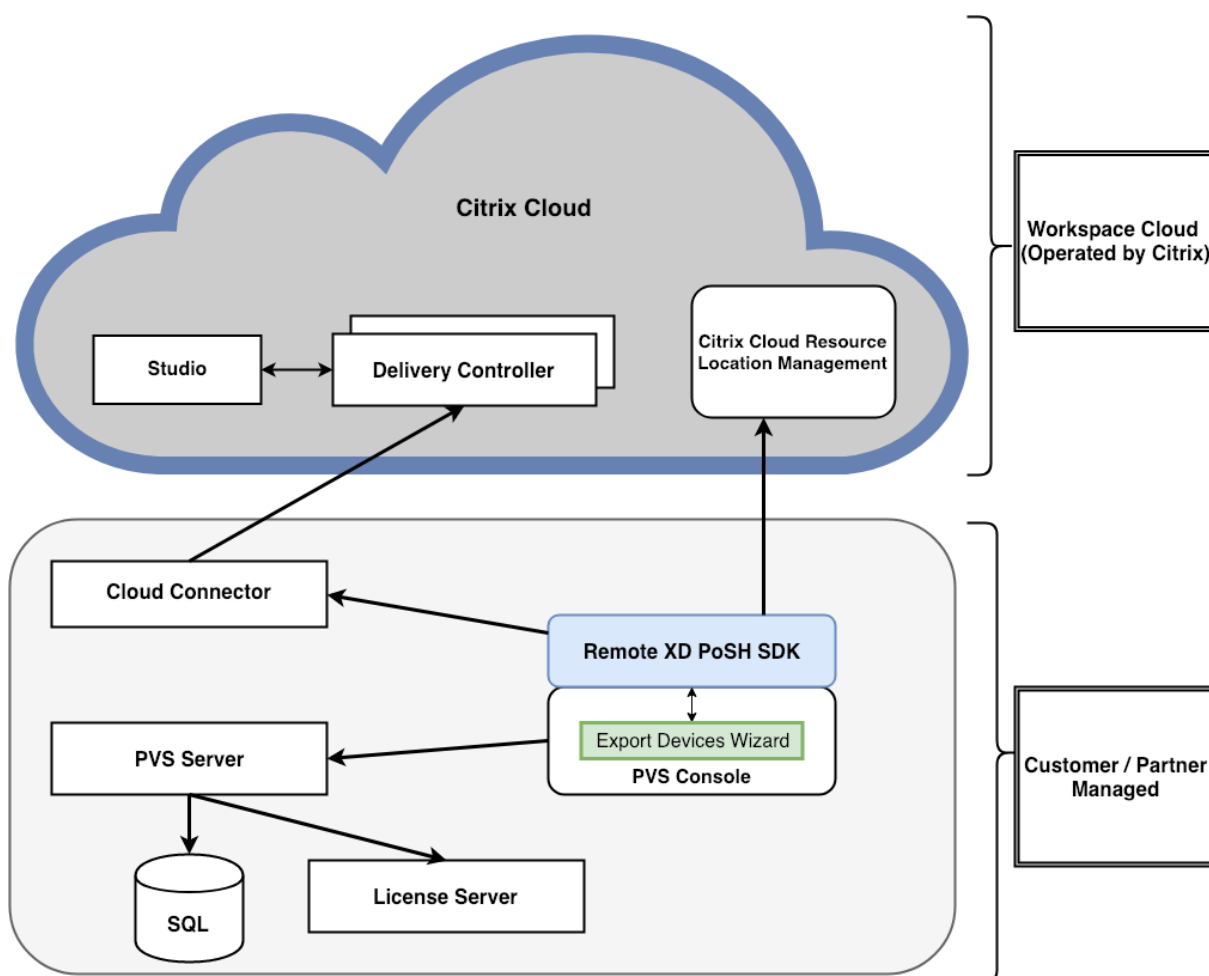 Citrix Cloud
Workspace Cloud
(Operated by Citrix)
Studio
Delivery Controller
Citrix Cloud Resource
Location Management
Cloud Connector
Remote XD PoSH SDK
Export Devices Wizard
PVS Console
PVS Server
Customer / Partner
Managed
License Server
SQL